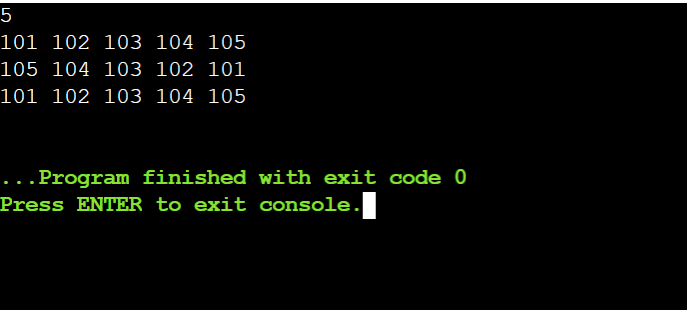 5
101 102 103 104 105
105 104 103 102 101
101 102 103 104 105
...Program finished with exit code 0
Press ENTER to exit console.